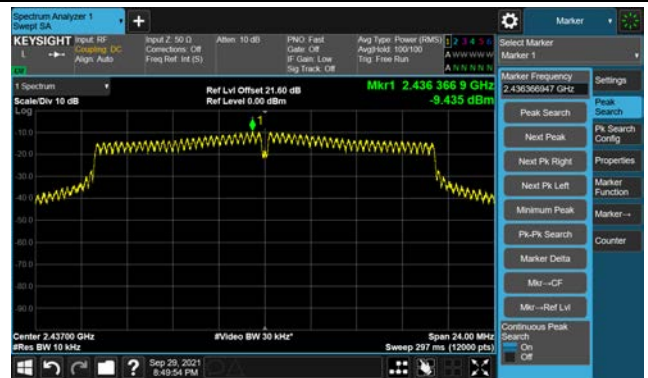 Spectrum Analyzer 1
Swept SA
Marker
KEYSIGHT Input: RF Input Z: 50 Ω Atten: 10 dB PNO: Fast Avg Type: Power (RMS) 1 2 3 4 5 6 Select Marker
L Coupling: DC Corrections: Off Gate: Off Avg|Hold: 100/100 A W W W W W Marker 1
Align: Auto Freq Ref: Int (S) IF Gain: Low Trig: Free Run
Sig Track: Off A N N N N N
1 Spectrum Ref Lvl Offset 21.60 dB Mkr1 2.436 366 9 GHz Marker Frequency Settings
Scale/Div 10 dB Ref Level 0.00 dBm -9.435 dBm 2.436366947 GHz
Log Peak Search
1
-10.0 Peak Search
Next Peak Pk Search Config
-20.0
Next Pk Right Properties
-30.0
Next Pk Left Marker Function
-40.0
Minimum Peak Marker→
-50.0
Pk-Pk Search Counter
-60.0
Marker Delta
-70.0
-80.0 Mkr→CF
-90.0 Mkr→Ref Lvl
Continuous Peak Search
Center 2.43700 GHz #Video BW 30 kHz* Span 24.00 MHz On
#Res BW 10 kHz Sweep 297 ms (12000 pts) Off
? Sep 29, 2021
8:49:54 PM